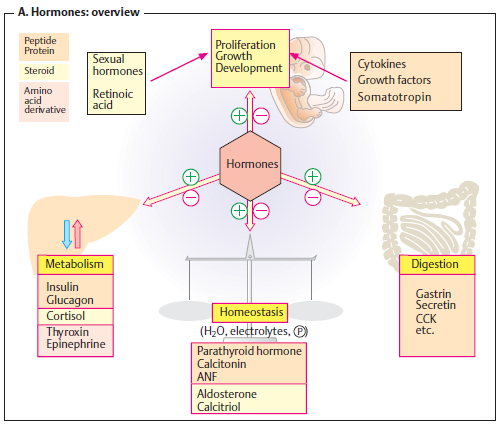 A. Hormones: overview
Peptide
Protein
Steroid
Amino
acid
derivative
Sexual
hormones
Retinoic
acid
Proliferation
Growth
Development
Cytokines
Growth factors
Somatotropin
+ −
Hormones
+
−
+
−
+ −
Metabolism
Insulin
Glucagon
Cortisol
Thyroxin
Epinephrine
Homeostasis
(H₂O, electrolytes, Ⓟ)
Parathyroid hormone
Calcitonin
ANF
Aldosterone
Calcitriol
Digestion
Gastrin
Secretin
CCK
etc.